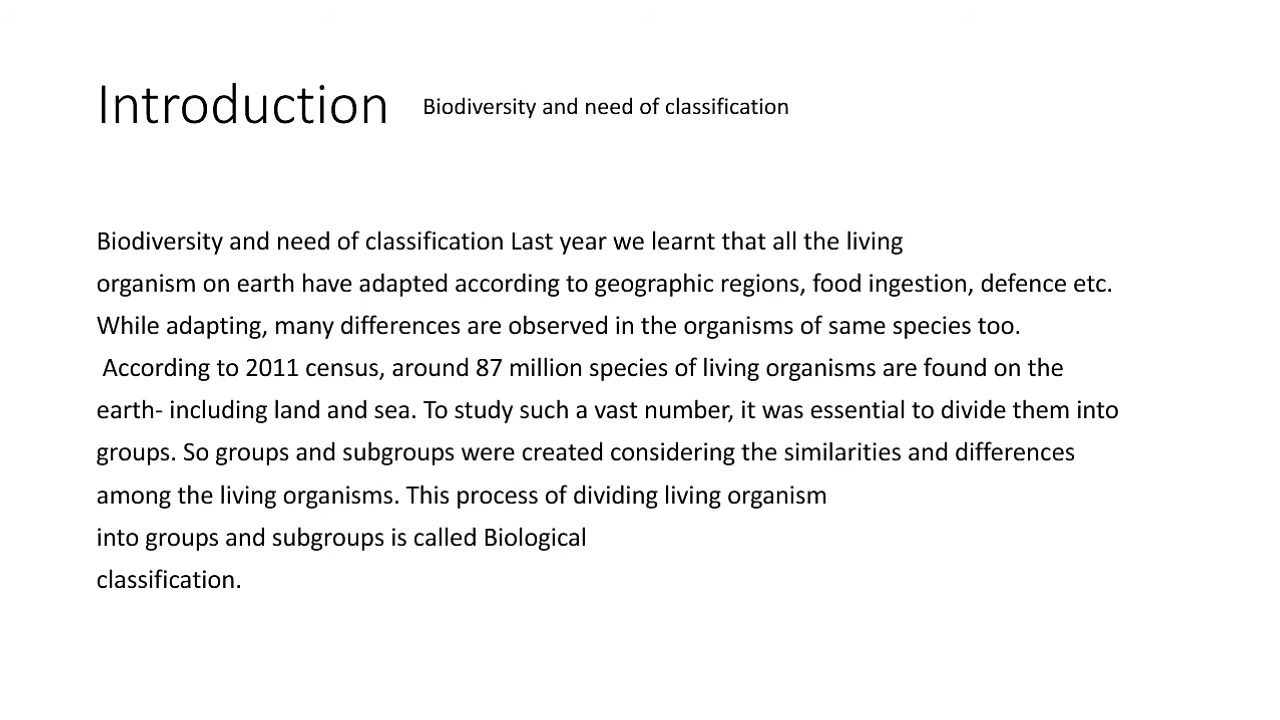 Introduction Biodiversity and need of classification
Biodiversity and need of classification Last year we learnt that all the living
organism on earth have adapted according to geographic regions, food ingestion, defence etc.
While adapting, many differences are observed in the organisms of same species too.
According to 2011 census, around 87 million species of living organisms are found on the
earth- including land and sea. To study such a vast number, it was essential to divide them into
groups. So groups and subgroups were created considering the similarities and differences
among the living organisms. This process of dividing living organism
into groups and subgroups is called Biological
classification.